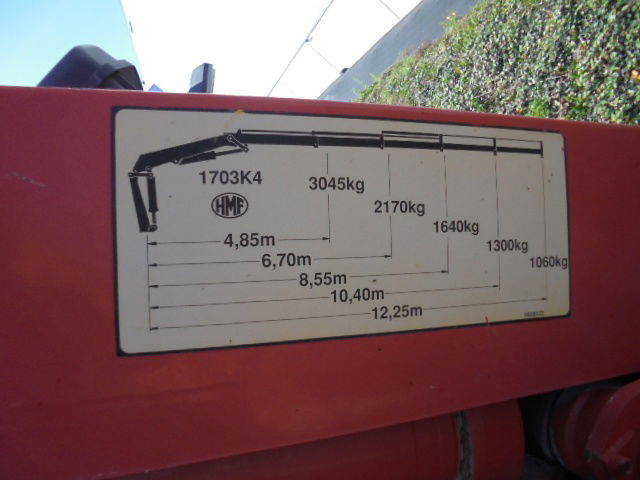 1703K4
HMF
3045kg
2170kg
1640kg
1300kg
1060kg
4,85m
6,70m
8,55m
10,40m
12,25m